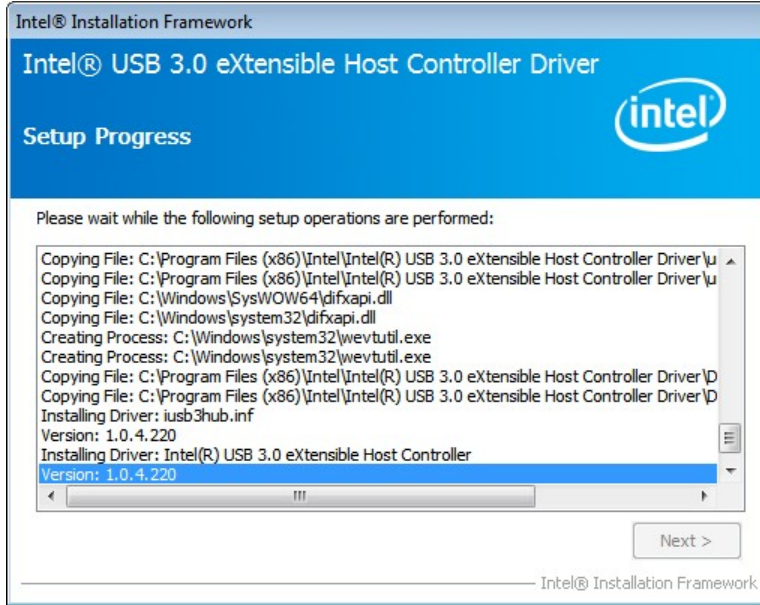 Intel® Installation Framework
Intel® USB 3.0 eXtensible Host Controller Driver
intel
Setup Progress
Please wait while the following setup operations are performed:
Copying File: C:\Program Files (x86)\Intel\Intel(R) USB 3.0 eXtensible Host Controller Driver\u
Copying File: C:\Program Files (x86)\Intel\Intel(R) USB 3.0 eXtensible Host Controller Driver\u
Copying File: C:\Windows\SysWOW64\difxapi.dll
Copying File: C:\Windows\system32\difxapi.dll
Creating Process: C:\Windows\system32\wevtutil.exe
Creating Process: C:\Windows\system32\wevtutil.exe
Copying File: C:\Program Files (x86)\Intel\Intel(R) USB 3.0 eXtensible Host Controller Driver\D
Copying File: C:\Program Files (x86)\Intel\Intel(R) USB 3.0 eXtensible Host Controller Driver\D
Installing Driver: iusb3hub.inf
Version: 1.0.4.220
Installing Driver: Intel(R) USB 3.0 eXtensible Host Controller
Version: 1.0.4.220
Next >
Intel® Installation Framework